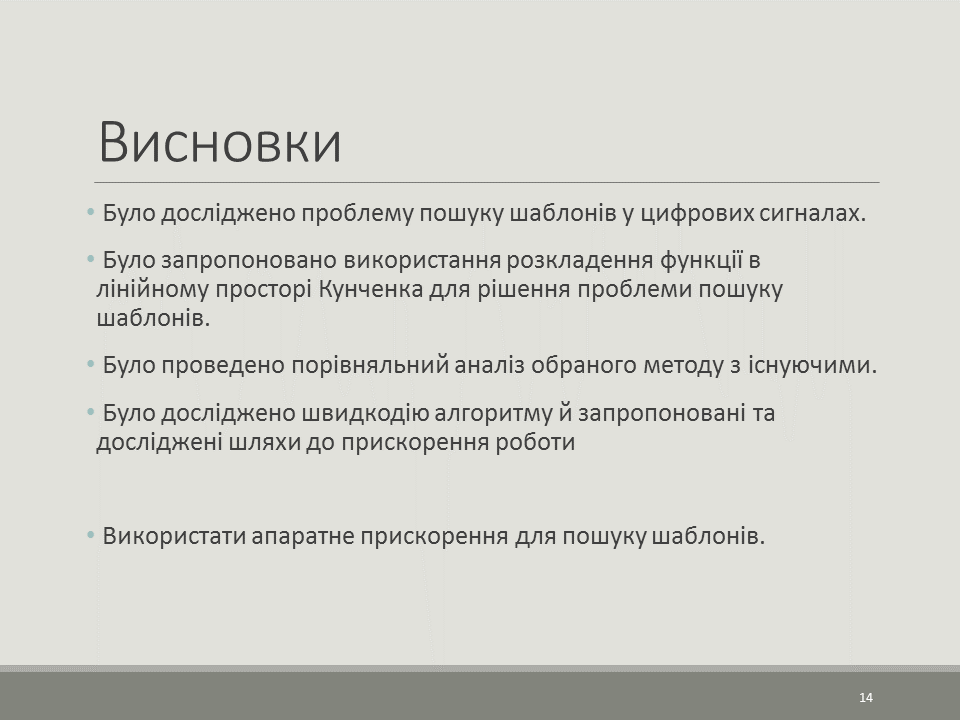 Висновки
• Було досліджено проблему пошуку шаблонів у цифрових сигналах.
• Було запропоновано використання розкладення функції в
лінійному просторі Кунченка для рішення проблеми пошуку
шаблонів.
• Було проведено порівняльний аналіз обраного методу з існуючими.
• Було досліджено швидкодію алгоритму й запропоновані та
досліджені шляхи до прискорення роботи
• Використати апаратне прискорення для пошуку шаблонів.
14